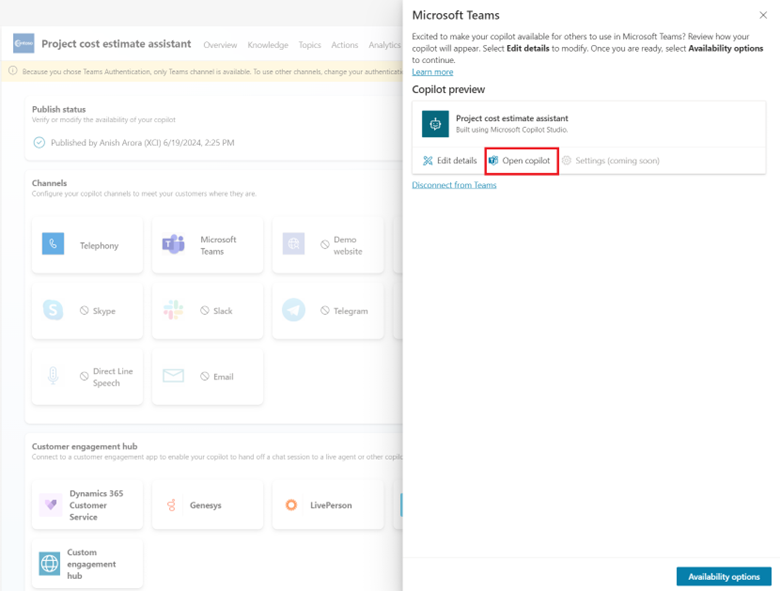 Project cost estimate assistant
Overview
Knowledge
Topics
Actions
Analytics
Because you chose Teams Authentication, only Teams channel is available. To use other channels, change your authentication
Publish status
Verify or modify the availability of your copilot
Published by Anish Arora (XCI) 6/19/2024, 2:25 PM
Channels
Configure your copilot channels to meet your customers where they are.
Telephony
Microsoft
Teams
Demo
website
Skype
Slack
Telegram
Direct Line
Speech
Email
Customer engagement hub
Connect to a customer engagement app to enable your copilot to hand off a chat session to a live agent or other copilo
Dynamics 365
Customer
Service
Genesys
LivePerson
Custom
engagement
hub
Microsoft Teams
Excited to make your copilot available for others to use in Microsoft Teams? Review how your
copilot will appear. Select Edit details to modify. Once you are ready, select Availability options
to continue.
Learn more
Copilot preview
Project cost estimate assistant
Built using Microsoft Copilot Studio.
Edit details
Open copilot
Settings (coming soon)
Disconnect from Teams
Availability options